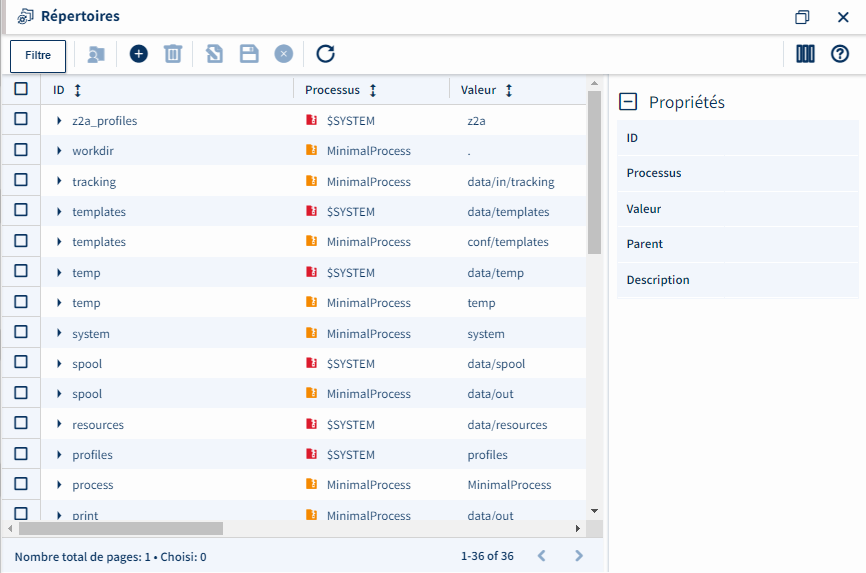 Répertoires
Filtre
ID Processus Valeur
z2a_profiles $SYSTEM z2a
workdir MinimalProcess .
tracking MinimalProcess data/in/tracking
templates $SYSTEM data/templates
templates MinimalProcess conf/templates
temp $SYSTEM data/temp
temp MinimalProcess temp
system MinimalProcess system
spool $SYSTEM data/spool
spool MinimalProcess data/out
resources $SYSTEM data/resources
profiles $SYSTEM profiles
process MinimalProcess MinimalProcess
print MinimalProcess data/out
Nombre total de pages: 1 • Choisi: 0 1-36 of 36
Propriétés
ID
Processus
Valeur
Parent
Description